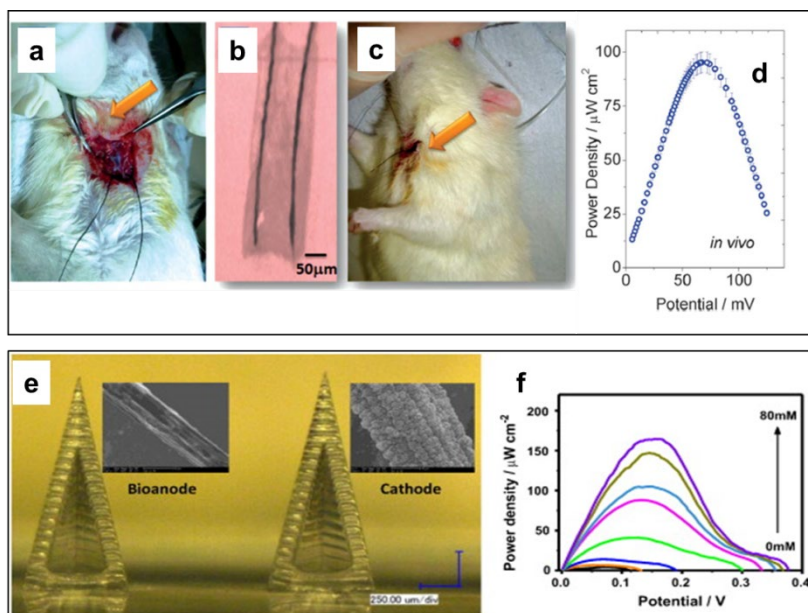 a
b
c
d
50μm
Power Density / μW cm²
100
75
50
25
0
0
50
100
in vivo
Potential / mV
e
f
Bioanode
Cathode
250.00 um/div
Power density / μW cm⁻²
200
150
100
50
0
80mM
0mM
0.0
0.1
0.2
0.3
0.4
Potential / V